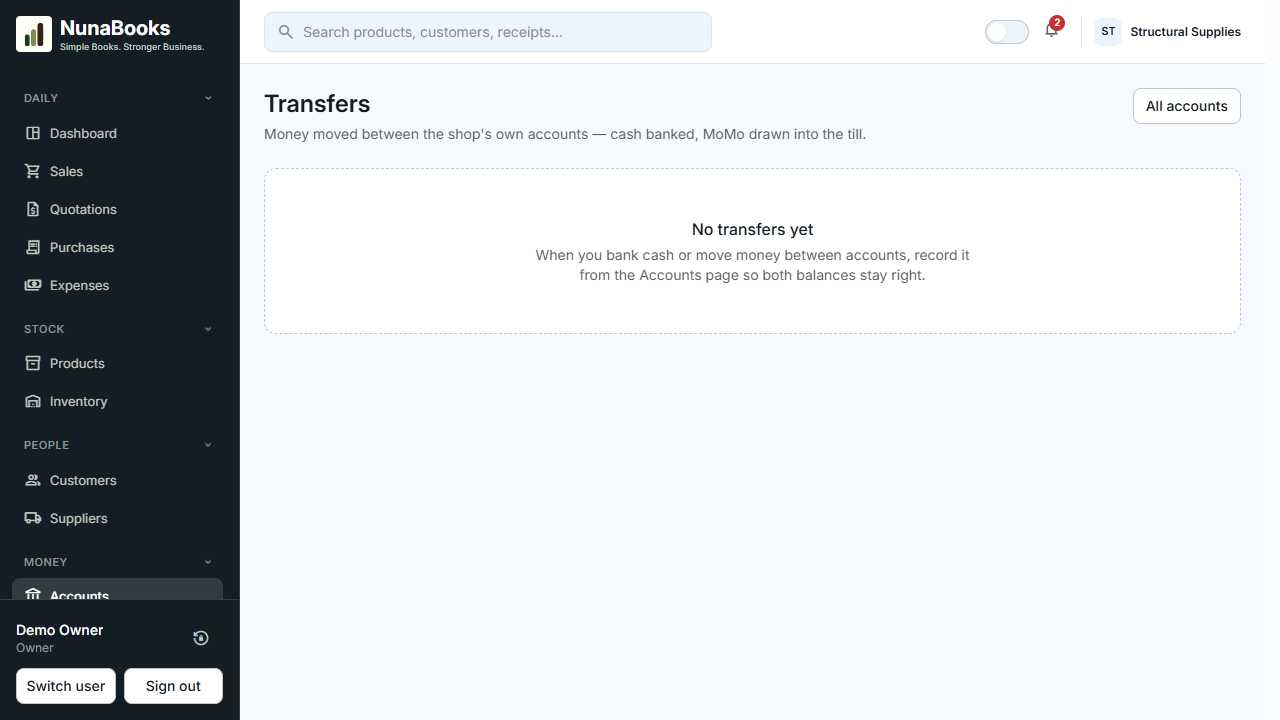 NunaBooks
Simple Books. Stronger Business.
DAILY
Dashboard
Sales
Quotations
Purchases
Expenses
STOCK
Products
Inventory
PEOPLE
Customers
Suppliers
MONEY
Accounts
Demo Owner
Owner
Switch user
Sign out
Search products, customers, receipts...
2
ST
Structural Supplies
Transfers
All accounts
Money moved between the shop's own accounts — cash banked, MoMo drawn into the till.
No transfers yet
When you bank cash or move money between accounts, record it
from the Accounts page so both balances stay right.